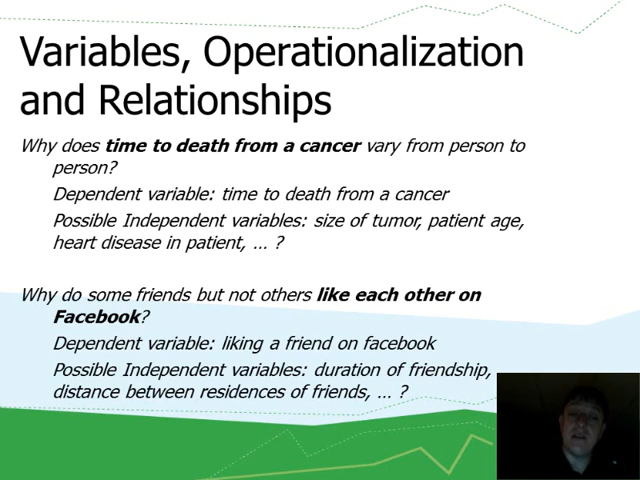 Variables, Operationalization
and Relationships
Why does time to death from a cancer vary from person to
person?
Dependent variable: time to death from a cancer
Possible Independent variables: size of tumor, patient age,
heart disease in patient, … ?
Why do some friends but not others like each other on
Facebook?
Dependent variable: liking a friend on facebook
Possible Independent variables: duration of friendship,
distance between residences of friends, … ?